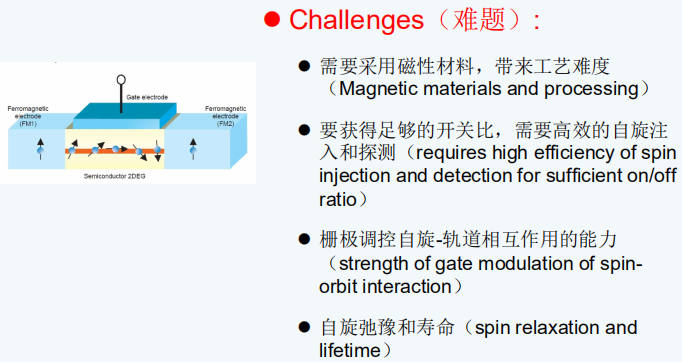 Challenges（难题）:
Gate electrode
Ferromagnetic
electrode
(FM1)
Ferromagnetic
electrode
(FM2)
Semiconductor 2DEG
需要采用磁性材料，带来工艺难度
（Magnetic materials and processing）
要获得足够的开关比，需要高效的自旋注
入和探测（requires high efficiency of spin
injection and detection for sufficient on/off
ratio）
栅极调控自旋-轨道相互作用的能力
（strength of gate modulation of spin-
orbit interaction）
自旋弛豫和寿命（spin relaxation and
lifetime）